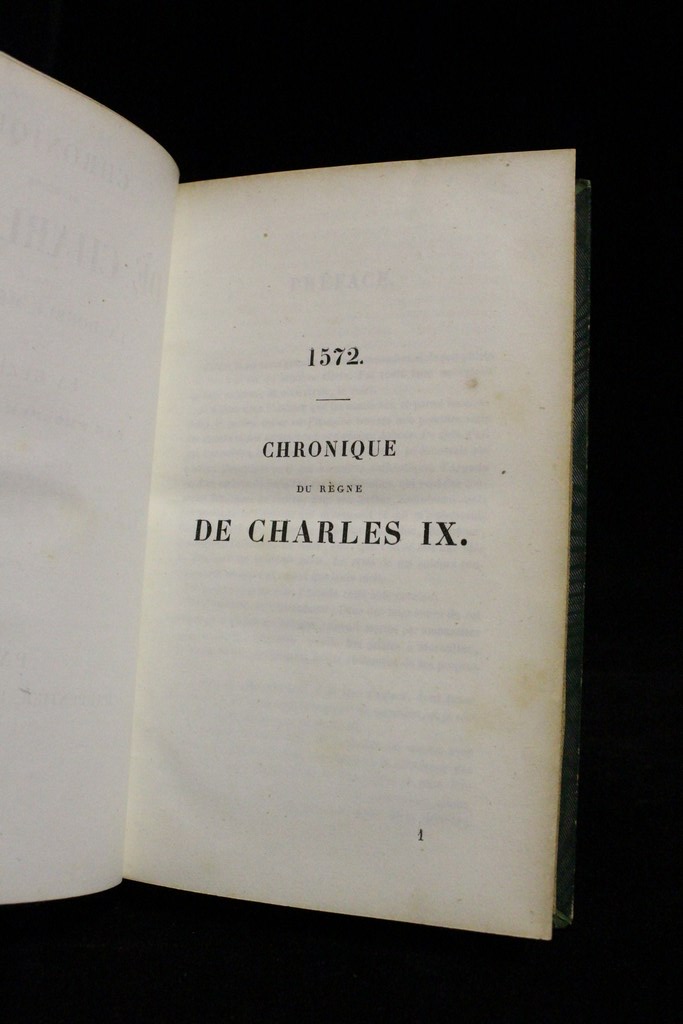 1572.
CHRONIQUE
DU RÈGNE
DE CHARLES IX.
1